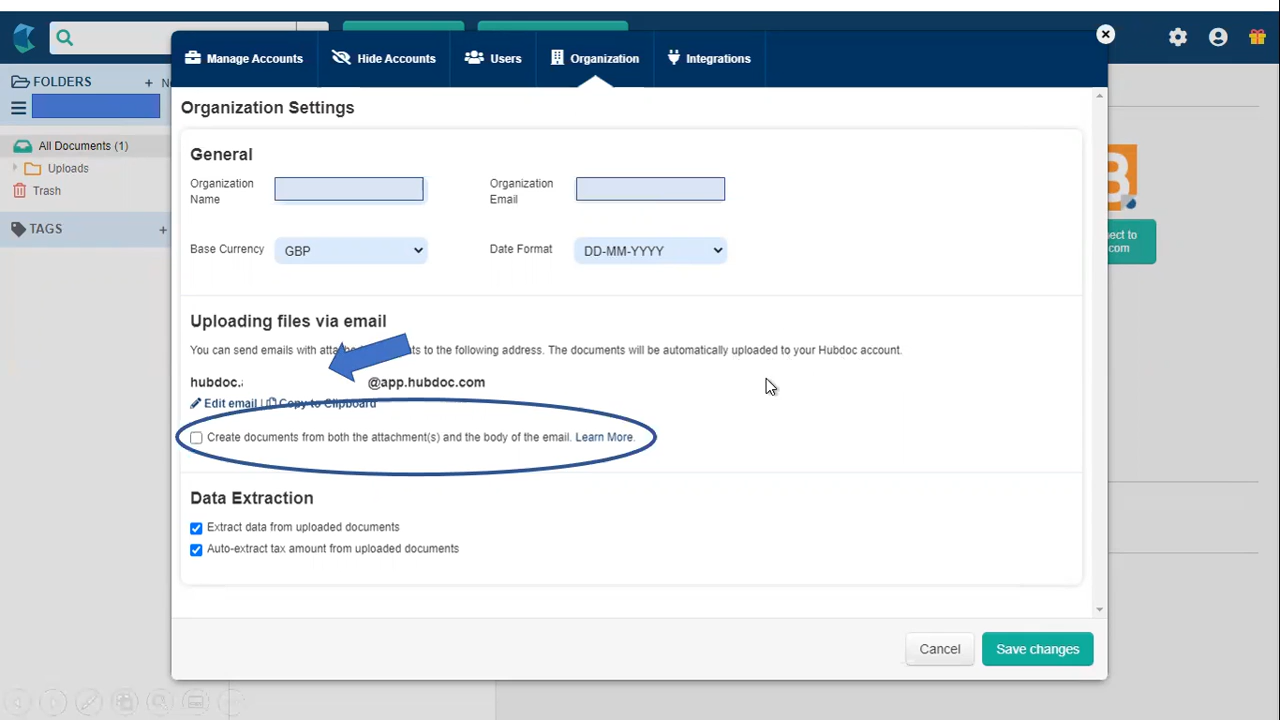 Manage Accounts
Hide Accounts
Users
Organization
Integrations
FOLDERS
+
All Documents (1)
Uploads
Trash
TAGS
+
Organization Settings
General
Organization
Name
Organization
Email
Base Currency
GBP
Date Format
DD-MM-YYYY
Uploading files via email
You can send emails with to the following address. The documents will be automatically uploaded to your Hubdoc account.
hubdoc. @app.hubdoc.com
Edit email | Copy to Clipboard
Create documents from both the attachment(s) and the body of the email. Learn More.
Data Extraction
Extract data from uploaded documents
Auto-extract tax amount from uploaded documents
Cancel
Save changes